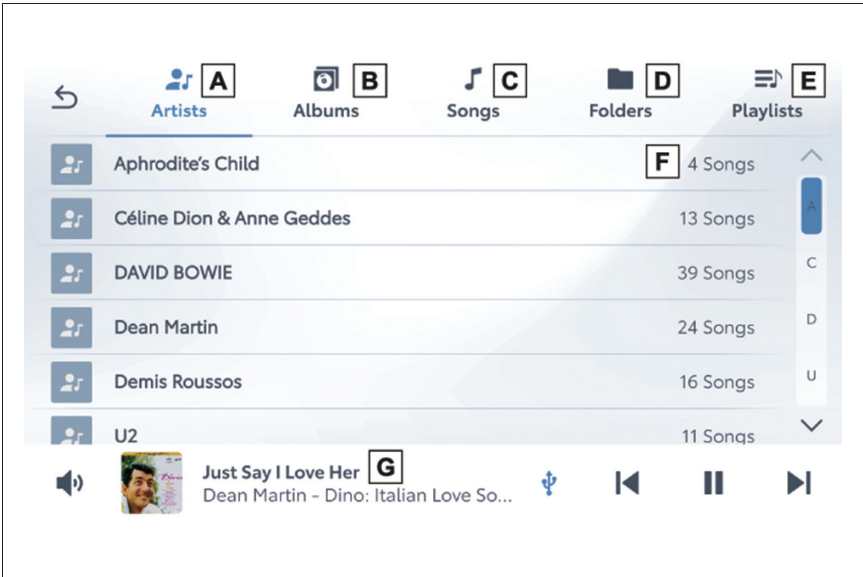 A B C D E
Artists Albums Songs Folders Playlists
Aphrodite's Child F 4 Songs
A
Céline Dion & Anne Geddes 13 Songs
C
DAVID BOWIE 39 Songs
D
Dean Martin 24 Songs
U
Demis Roussos 16 Songs
U2 11 Songs
Just Say I Love Her G
Dean Martin - Dino: Italian Love So...